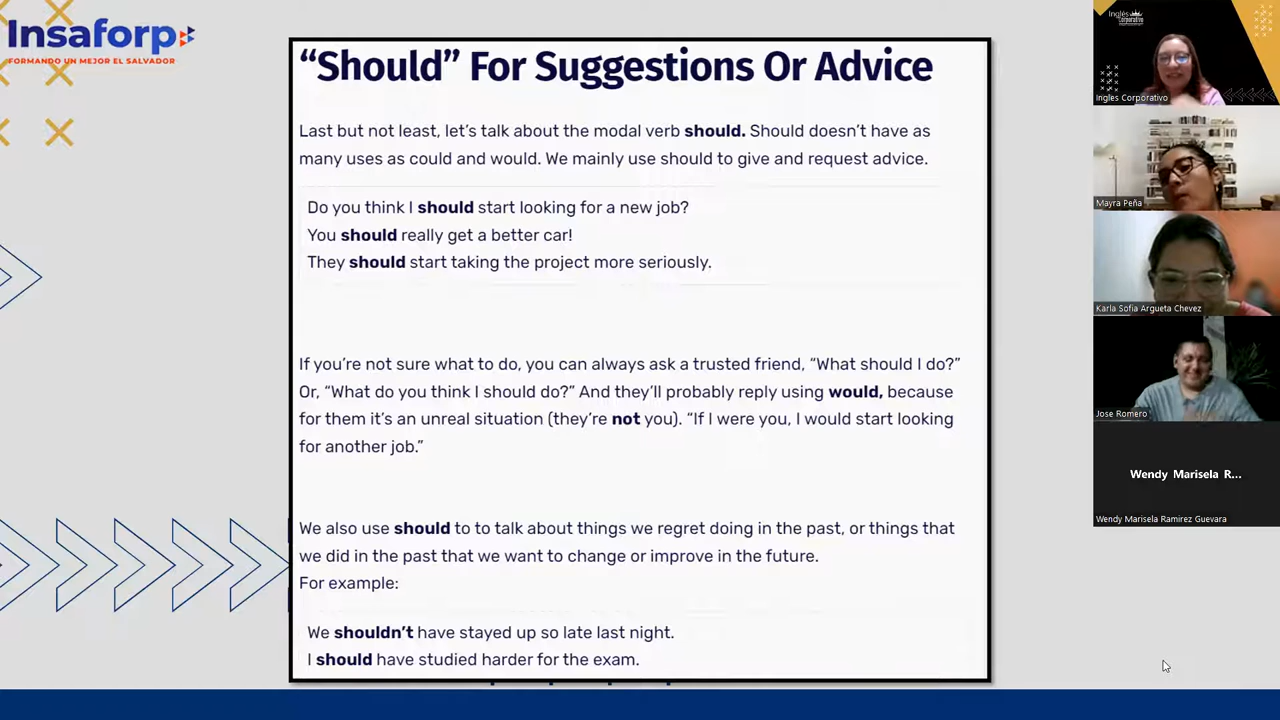 Insaforp
FORMANDO UN MEJOR EL SALVADOR
“Should” For Suggestions Or Advice
Last but not least, let’s talk about the modal verb should. Should doesn’t have as
many uses as could and would. We mainly use should to give and request advice.
Do you think I should start looking for a new job?
You should really get a better car!
They should start taking the project more seriously.
If you’re not sure what to do, you can always ask a trusted friend, “What should I do?”
Or, “What do you think I should do?” And they’ll probably reply using would, because
for them it’s an unreal situation (they’re not you). “If I were you, I would start looking
for another job.”
We also use should to to talk about things we regret doing in the past, or things that
we did in the past that we want to change or improve in the future.
For example:
We shouldn’t have stayed up so late last night.
I should have studied harder for the exam.
Inglés
Corporativo
Ingles Corporativo
Mayra Peña
Karla Sofia Argueta Chevez
Jose Romero
Wendy Marisela R...
Wendy Marisela Ramirez Guevara